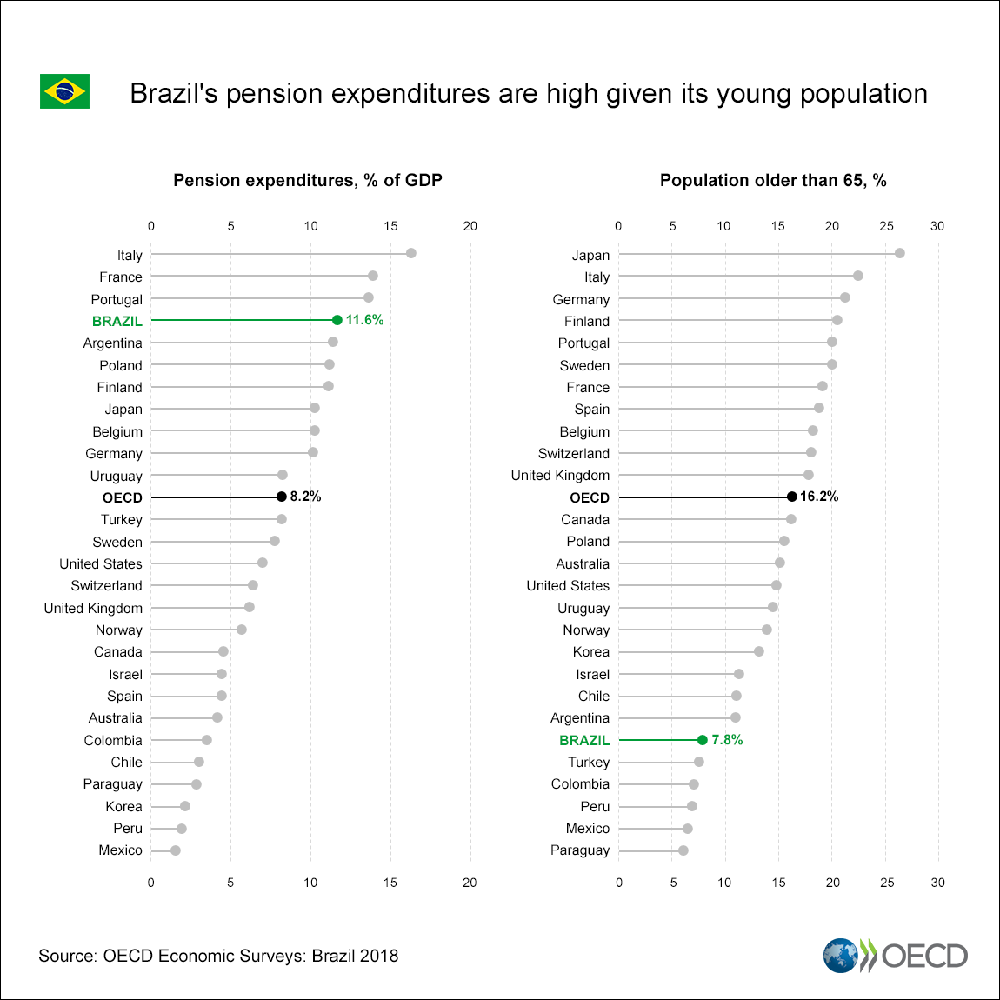 Brazil's pension expenditures are high given its young population
Pension expenditures, % of GDP
0 5 10 15 20
Italy
France
Portugal
BRAZIL 11.6%
Argentina
Poland
Finland
Japan
Belgium
Germany
Uruguay
OECD 8.2%
Turkey
Sweden
United States
Switzerland
United Kingdom
Norway
Canada
Israel
Spain
Australia
Colombia
Chile
Paraguay
Korea
Peru
Mexico
0 5 10 15 20
Population older than 65, %
0 5 10 15 20 25 30
Japan
Italy
Germany
Finland
Portugal
Sweden
France
Spain
Belgium
Switzerland
United Kingdom
OECD 16.2%
Canada
Poland
Australia
United States
Uruguay
Norway
Korea
Israel
Chile
Argentina
BRAZIL 7.8%
Turkey
Colombia
Peru
Mexico
Paraguay
0 5 10 15 20 25 30
Source: OECD Economic Surveys: Brazil 2018
OECD